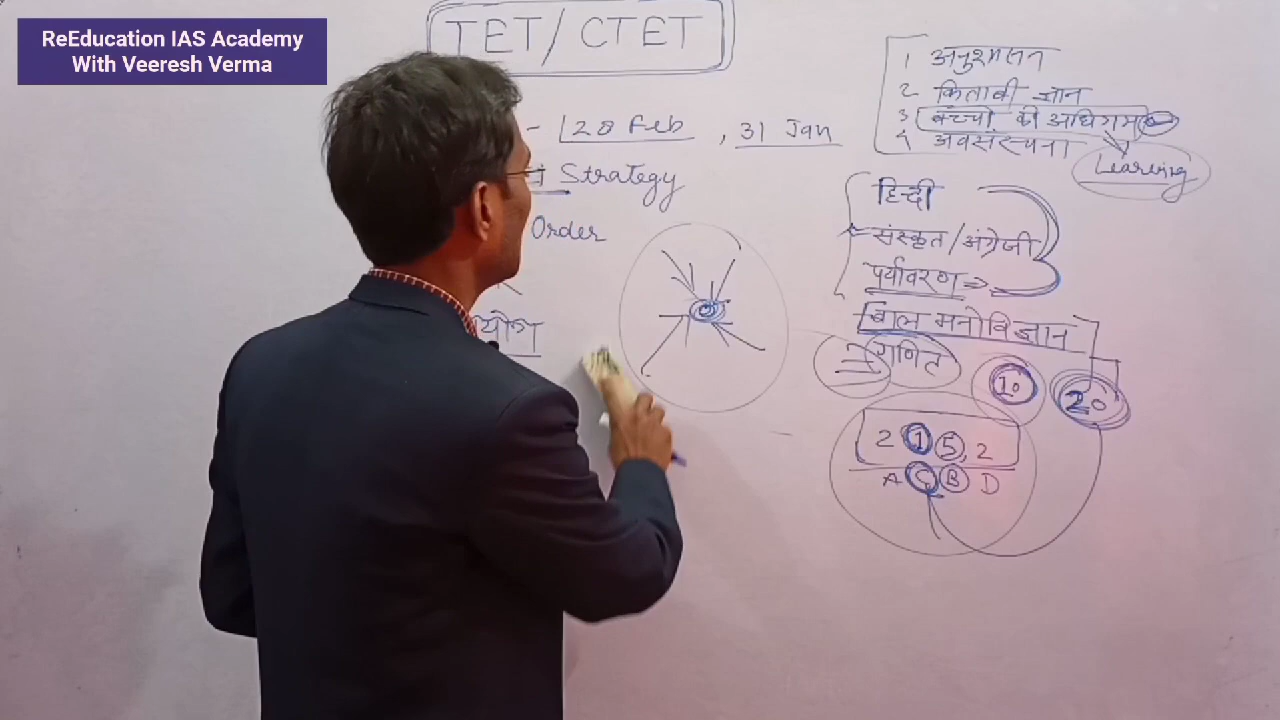 ReEducation IAS Academy
With Veeresh Verma
TET/CTET
- 28 Feb, 31 Jan
Strategy
Order
योग
1 अनुशासन
2 किताबी ज्ञान
3 बच्चो की अधिगम
4 अवसंरचना
Learning
हिन्दी
संस्कृत/अंग्रेजी
पर्यावरण
बाल मनोविज्ञान
गणित
10 20
2 1 5, 2
A C B D